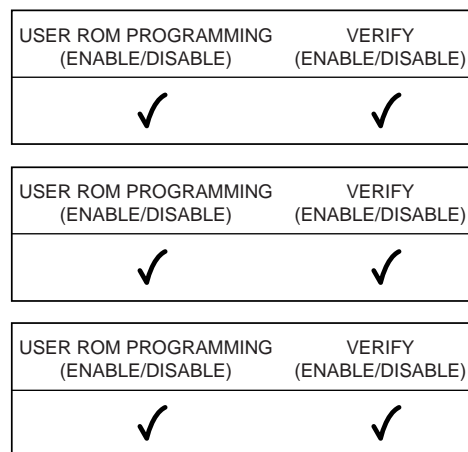 USER ROM PROGRAMMING VERIFY
(ENABLE/DISABLE) (ENABLE/DISABLE)
✓ ✓
USER ROM PROGRAMMING VERIFY
(ENABLE/DISABLE) (ENABLE/DISABLE)
✓ ✓
USER ROM PROGRAMMING VERIFY
(ENABLE/DISABLE) (ENABLE/DISABLE)
✓ ✓